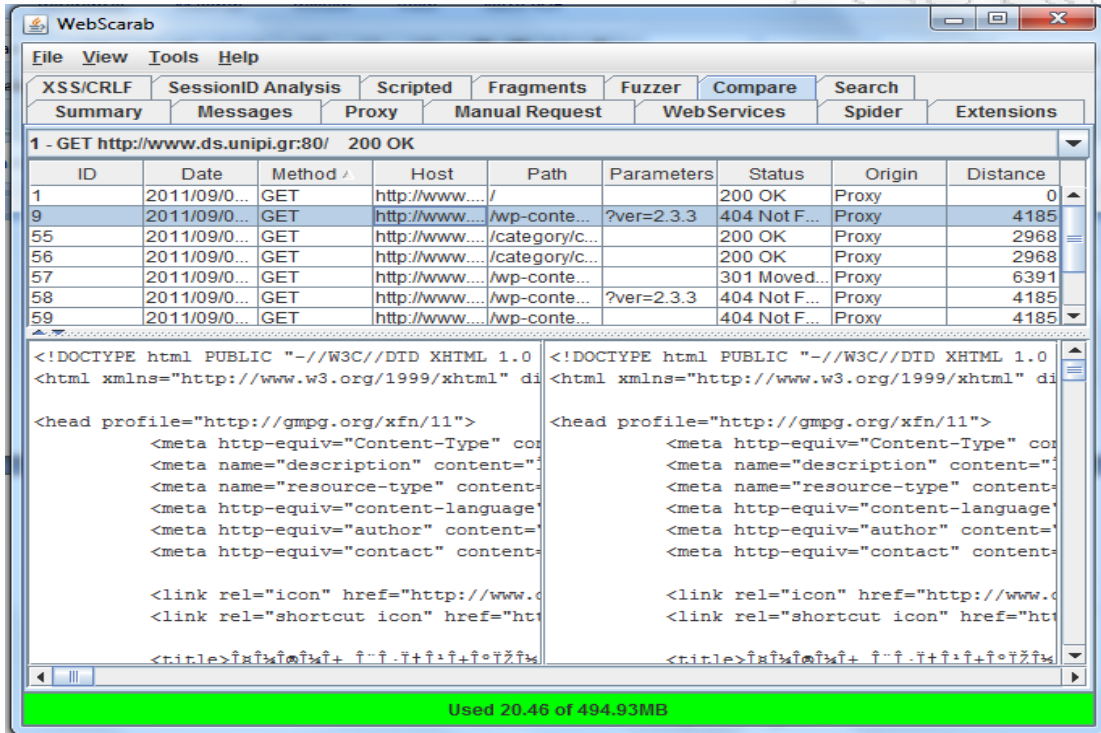 WebScarab
File View Tools Help
XSS/CRLF SessionID Analysis Scripted Fragments Fuzzer Compare Search
Summary Messages Proxy Manual Request WebServices Spider Extensions
1 - GET http://www.ds.unipi.gr:80/ 200 OK
ID Date Method Host Path Parameters Status Origin Distance
1 2011/09/0... GET http://www.... / 200 OK Proxy 0
9 2011/09/0... GET http://www.... /wp-conte... ?ver=2.3.3 404 Not F... Proxy 4185
55 2011/09/0... GET http://www.... /category/c... 200 OK Proxy 2968
56 2011/09/0... GET http://www.... /category/c... 200 OK Proxy 2968
57 2011/09/0... GET http://www.... /wp-conte... 301 Moved... Proxy 6391
58 2011/09/0... GET http://www.... /wp-conte... ?ver=2.3.3 404 Not F... Proxy 4185
59 2011/09/0... GET http://www.... /wp-conte... 404 Not F... Proxy 4185
<!DOCTYPE html PUBLIC "-//W3C//DTD XHTML 1.0 <!DOCTYPE html PUBLIC "-//W3C//DTD XHTML 1.0
<html xmlns="http://www.w3.org/1999/xhtml" di <html xmlns="http://www.w3.org/1999/xhtml" di
<head profile="http://gmpg.org/xfn/11"> <head profile="http://gmpg.org/xfn/11">
<meta http-equiv="Content-Type" con <meta http-equiv="Content-Type" con
<meta name="description" content=" <meta name="description" content="
<meta name="resource-type" content= <meta name="resource-type" content=
<meta http-equiv="content-language" <meta http-equiv="content-language"
<meta http-equiv="author" content=" <meta http-equiv="author" content="
<meta http-equiv="contact" content= <meta http-equiv="contact" content=
<link rel="icon" href="http://www.d <link rel="icon" href="http://www.d
<link rel="shortcut icon" href="htt <link rel="shortcut icon" href="htt
<title> <title>
Used 20.46 of 494.93MB